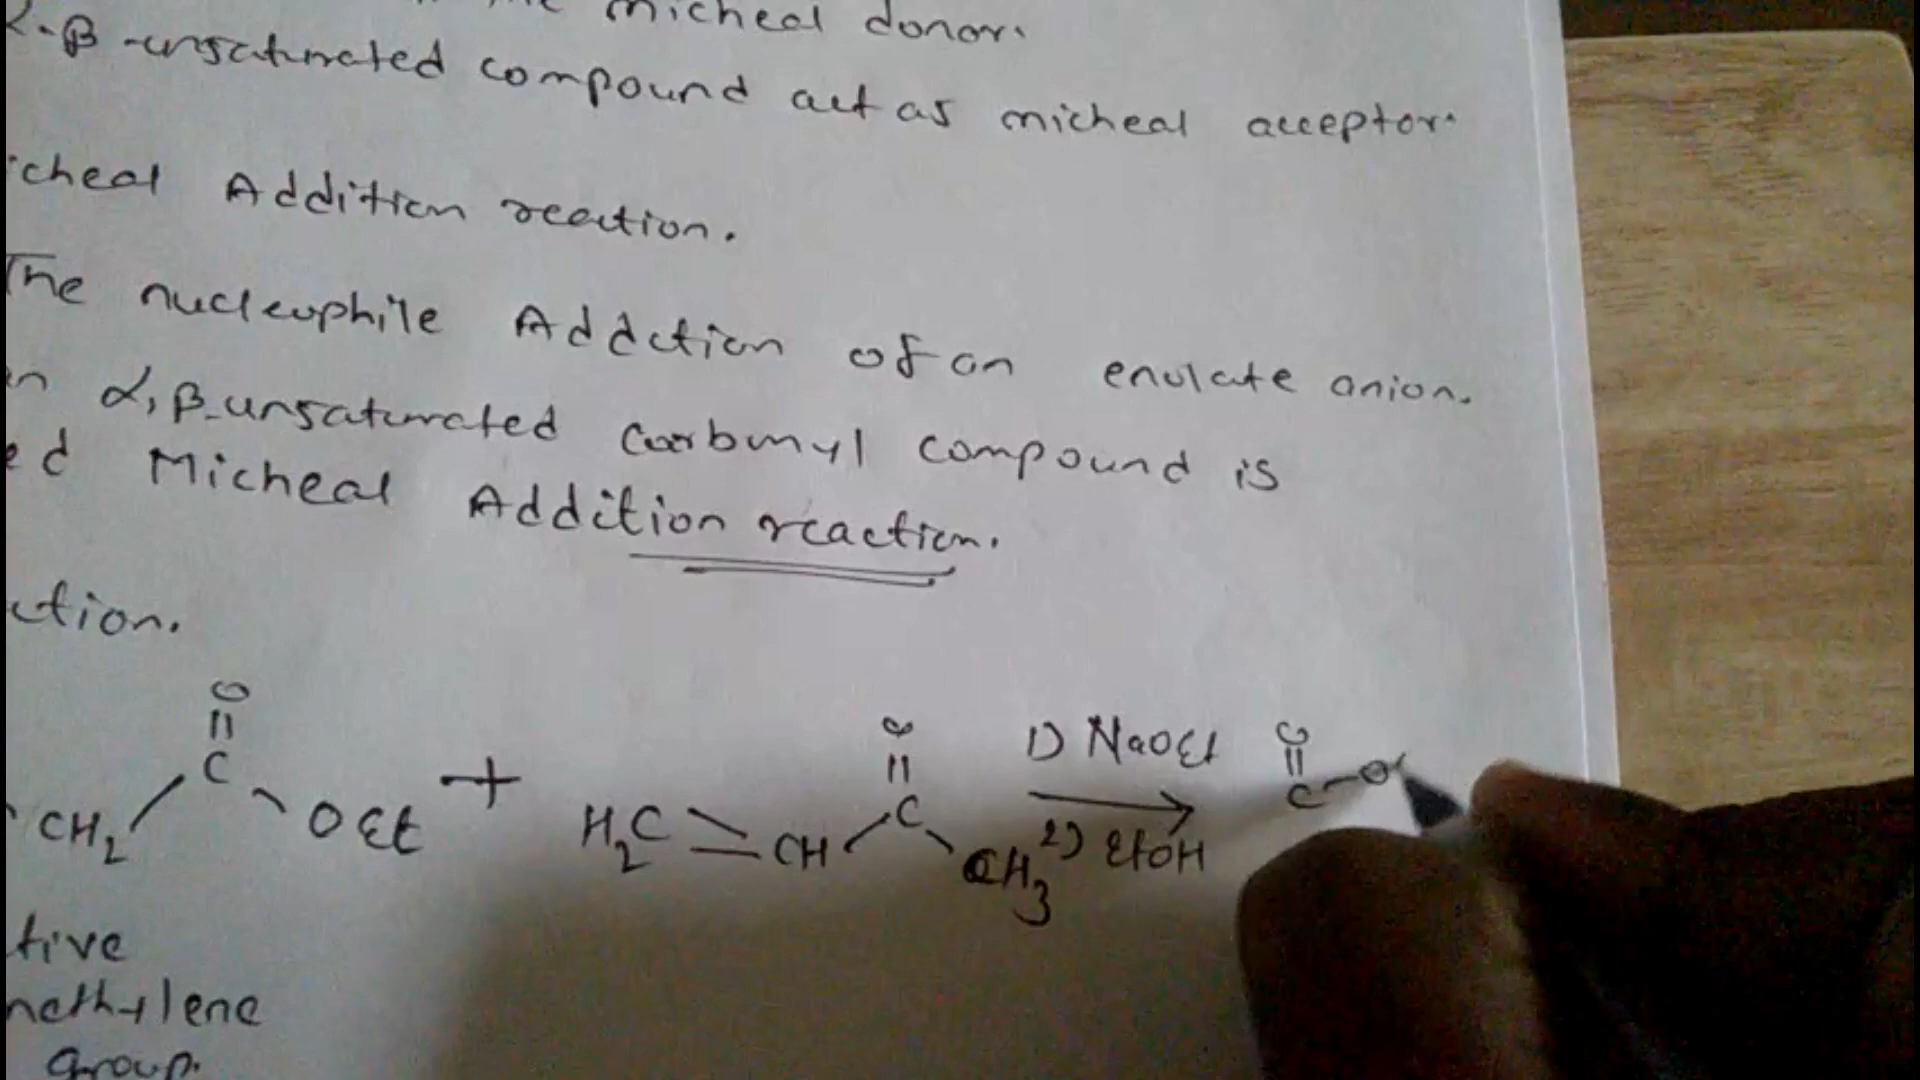 micheal donor.
β-unsaturated compound act as micheal acceptor.
cheal Addition reaction.
The nucleophile Addction of an enolate anion.
α,β-unsaturated carbonyl compound is
ed Micheal Addition reaction.
ction.
O O O
|| || 1) NaOEt ||
C C C-O
CH2 OEt + H2C = CH CH3 2) EtOH
tive
methylene
group.